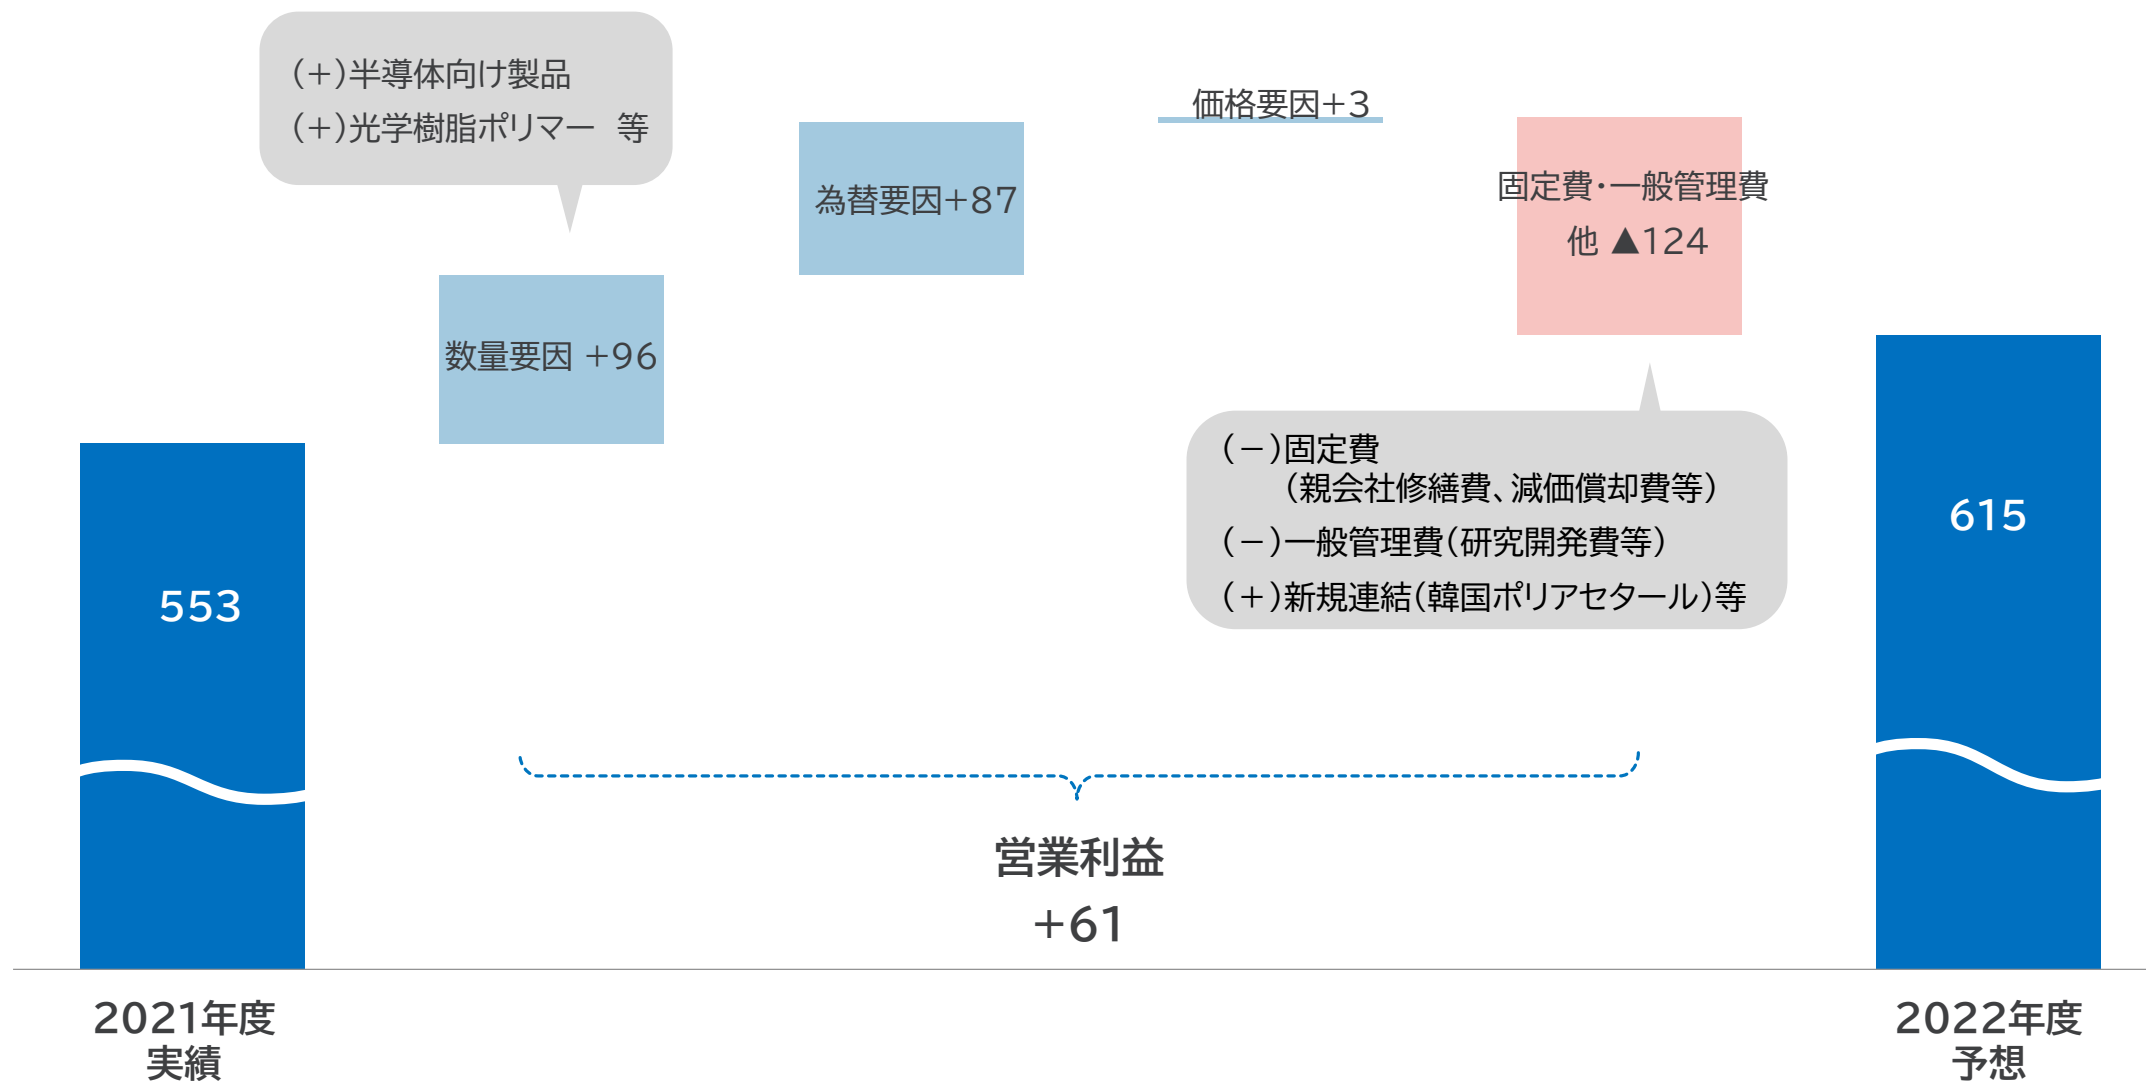 (+)半導体向け製品
(+)光学樹脂ポリマー 等
価格要因+3
為替要因+87
固定費・一般管理費
他 ▲124
数量要因 +96
(-)固定費
(親会社修繕費、減価償却費等)
(-)一般管理費(研究開発費等)
(+)新規連結(韓国ポリアセタール)等
553
615
営業利益
+61
2021年度
実績
2022年度
予想